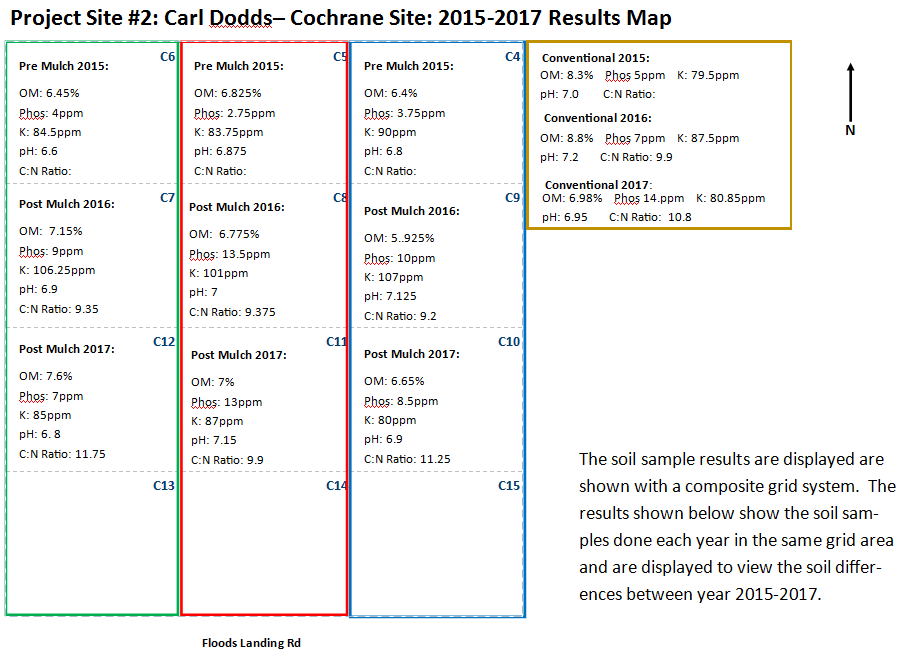 Project Site #2: Carl Dodds– Cochrane Site: 2015-2017 Results Map
C6
Pre Mulch 2015:
OM: 6.45%
Phos: 4ppm
K: 84.5ppm
pH: 6.6
C:N Ratio:
C7
Post Mulch 2016:
OM:  7.15%
Phos: 9ppm
K: 106.25ppm
pH: 6.9
C:N Ratio: 9.35
C12
Post Mulch 2017:
OM: 7.6%
Phos: 7ppm
K: 85ppm
pH: 6. 8
C:N Ratio: 11.75
C13
C5
Pre Mulch 2015:
OM: 6.825%
Phos: 2.75ppm
K: 83.75ppm
pH: 6.875
C:N Ratio:
C8
Post Mulch 2016:
OM:  6.775%
Phos: 13.5ppm
K: 101ppm
pH: 7
C:N Ratio: 9.375
C11
Post Mulch 2017:
OM: 7%
Phos: 13ppm
K: 87ppm
pH: 7.15
C:N Ratio: 9.9
C14
C4
Pre Mulch 2015:
OM: 6.4%
Phos: 3.75ppm
K: 90ppm
pH: 6.8
C:N Ratio:
C9
Post Mulch 2016:
OM: 5..925%
Phos: 10ppm
K: 107ppm
pH: 7.125
C:N Ratio: 9.2
C10
Post Mulch 2017:
OM: 6.65%
Phos: 8.5ppm
K: 80ppm
pH: 6.9
C:N Ratio: 11.25
C15
Conventional 2015:
OM: 8.3%   Phos 5ppm   K: 79.5ppm
pH: 7.0      C:N Ratio:
Conventional 2016:
OM: 8.8%   Phos 7ppm   K: 87.5ppm
pH: 7.2     C:N Ratio: 9.9
Conventional 2017:
OM: 6.98%   Phos 14.ppm   K: 80.85ppm
pH: 6.95     C:N Ratio:  10.8
N
The soil sample results are displayed are
shown with a composite grid system.  The
results shown below show the soil sam-
ples done each year in the same grid area
and are displayed to view the soil differ-
ences between year 2015-2017.
Floods Landing Rd